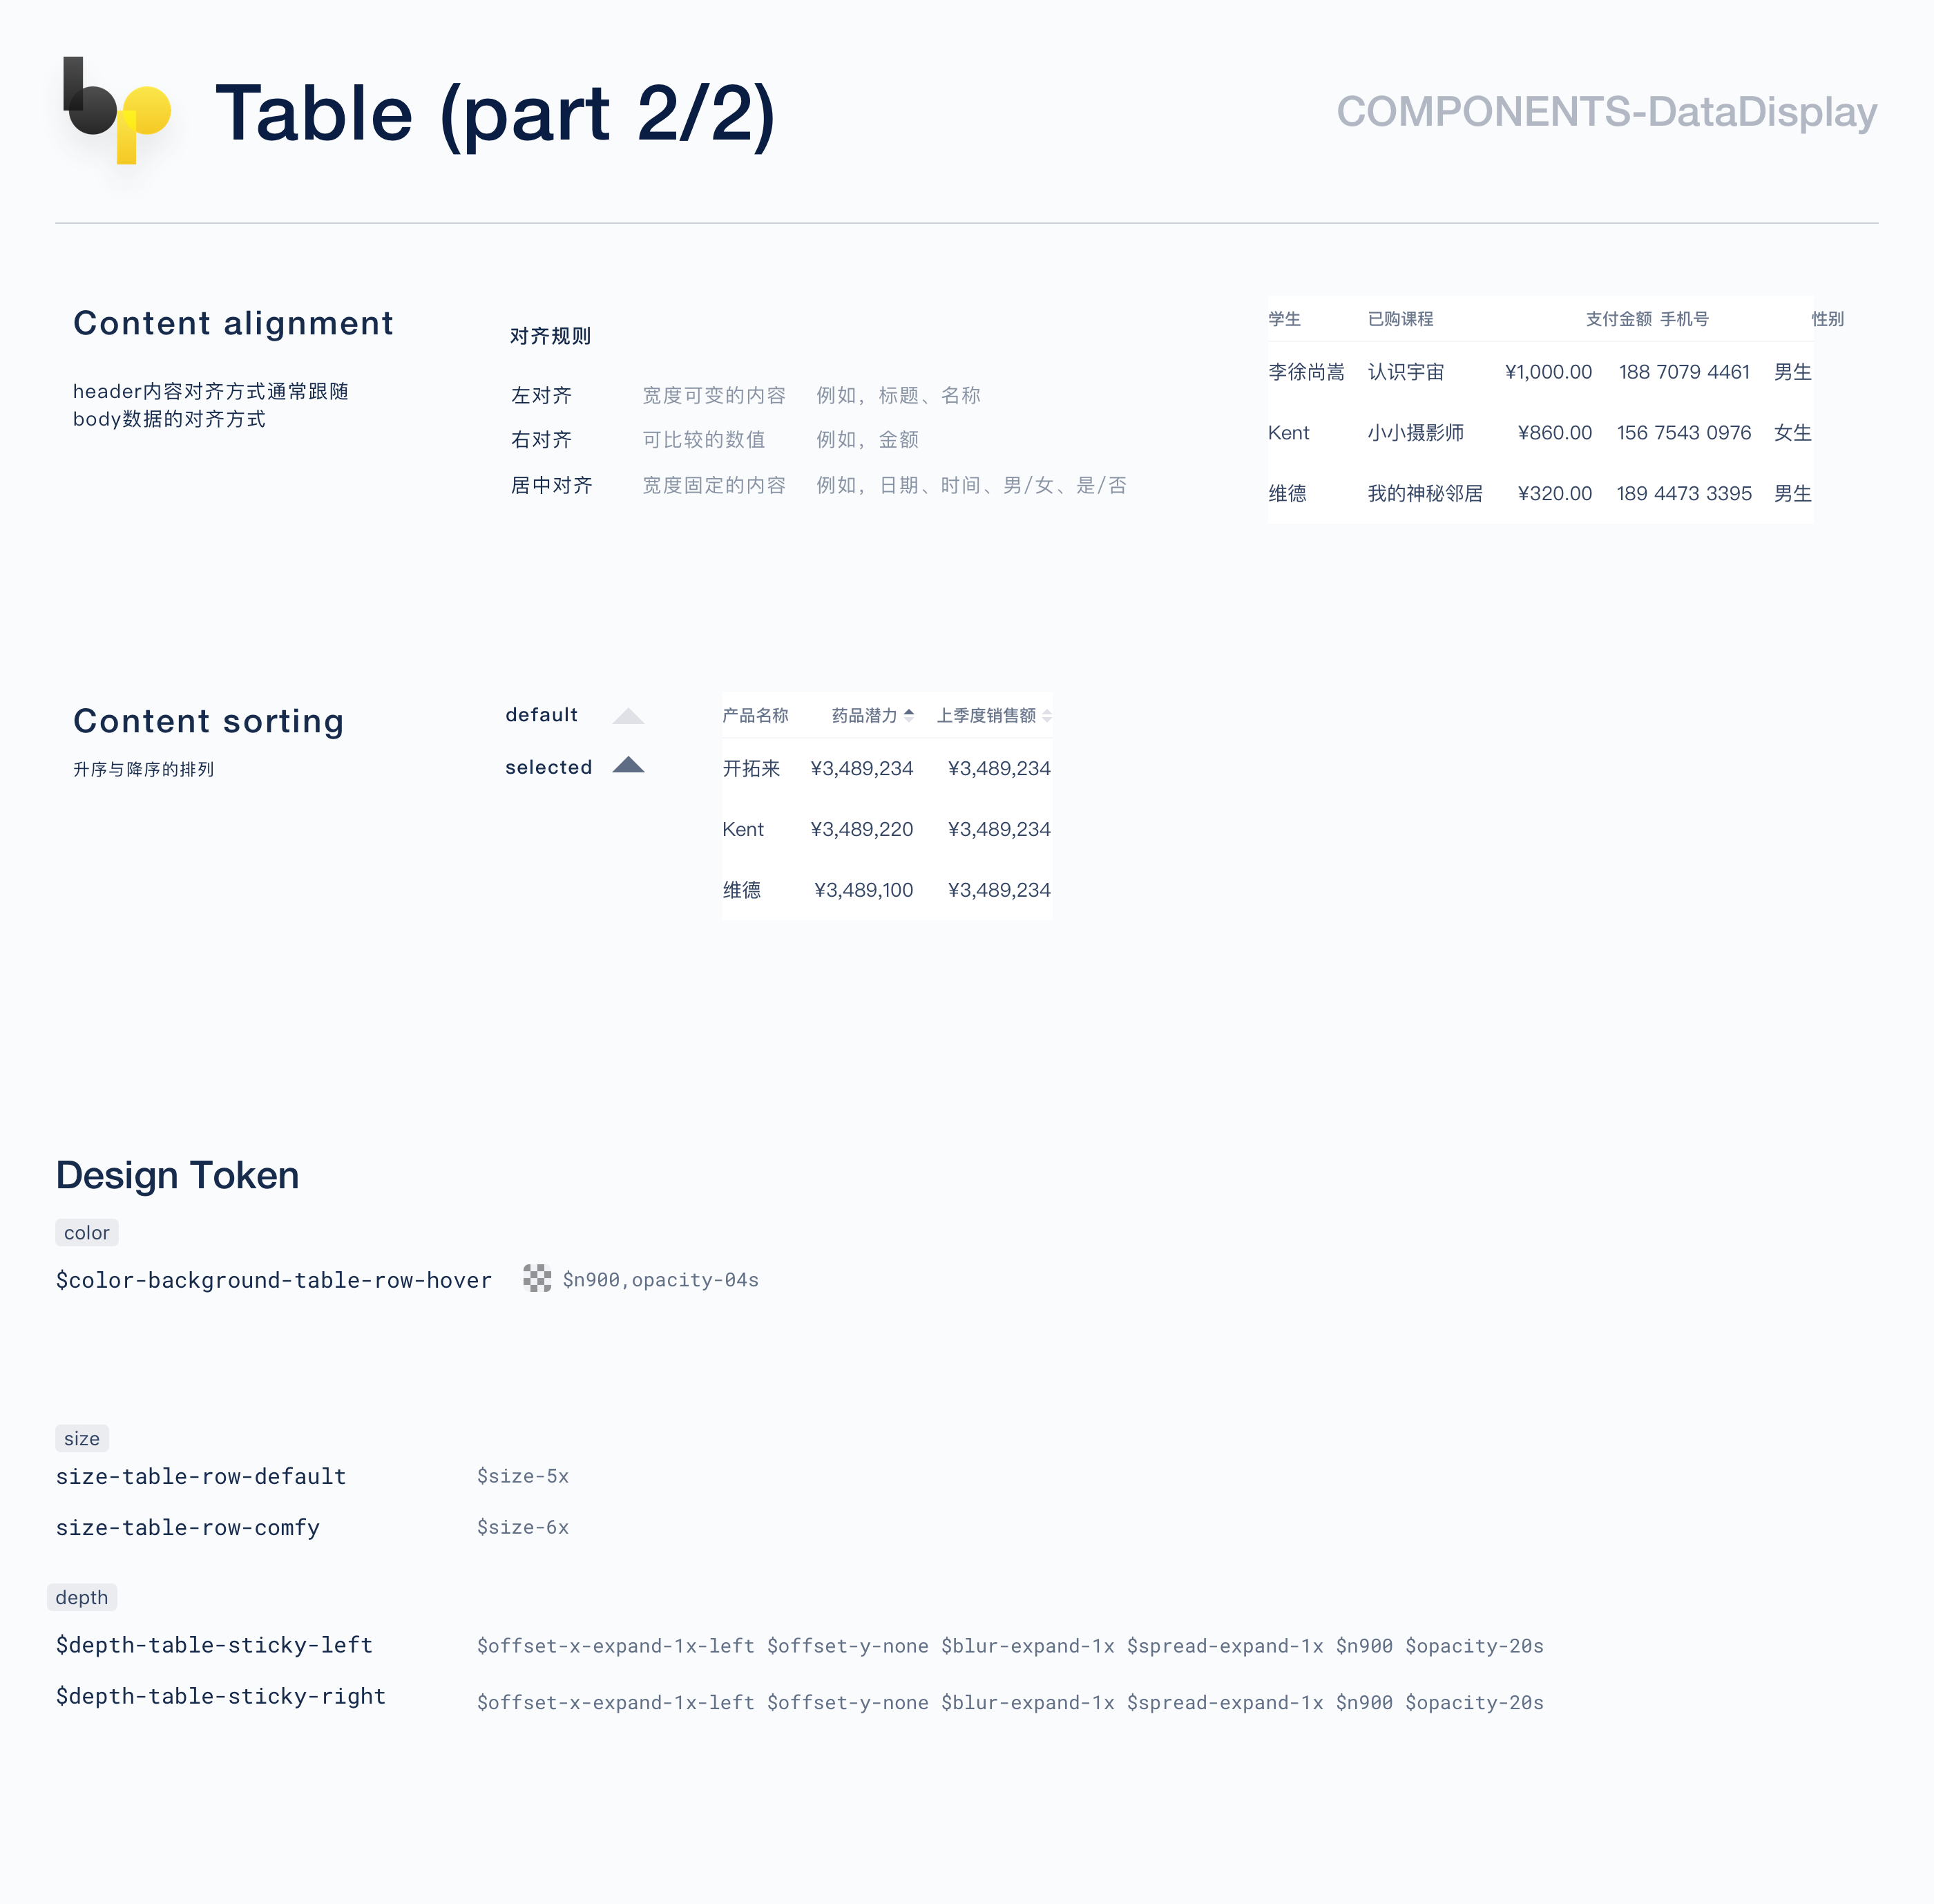 bp
Table (part 2/2)
COMPONENTS-DataDisplay
Content alignment
header内容对齐方式通常跟随
body数据的对齐方式
对齐规则
左对齐 宽度可变的内容 例如，标题、名称
右对齐 可比较的数值 例如，金额
居中对齐 宽度固定的内容 例如，日期、时间、男/女、是/否
学生 已购课程 支付金额 手机号 性别
李徐尚嵩 认识宇宙 ¥1,000.00 188 7079 4461 男生
Kent 小小摄影师 ¥860.00 156 7543 0976 女生
维德 我的神秘邻居 ¥320.00 189 4473 3395 男生
Content sorting
升序与降序的排列
default
selected
产品名称 药品潜力 上季度销售额
开拓来 ¥3,489,234 ¥3,489,234
Kent ¥3,489,220 ¥3,489,234
维德 ¥3,489,100 ¥3,489,234
Design Token
color
$color-background-table-row-hover $n900,opacity-04s
size
size-table-row-default $size-5x
size-table-row-comfy $size-6x
depth
$depth-table-sticky-left $offset-x-expand-1x-left $offset-y-none $blur-expand-1x $spread-expand-1x $n900 $opacity-20s
$depth-table-sticky-right $offset-x-expand-1x-left $offset-y-none $blur-expand-1x $spread-expand-1x $n900 $opacity-20s